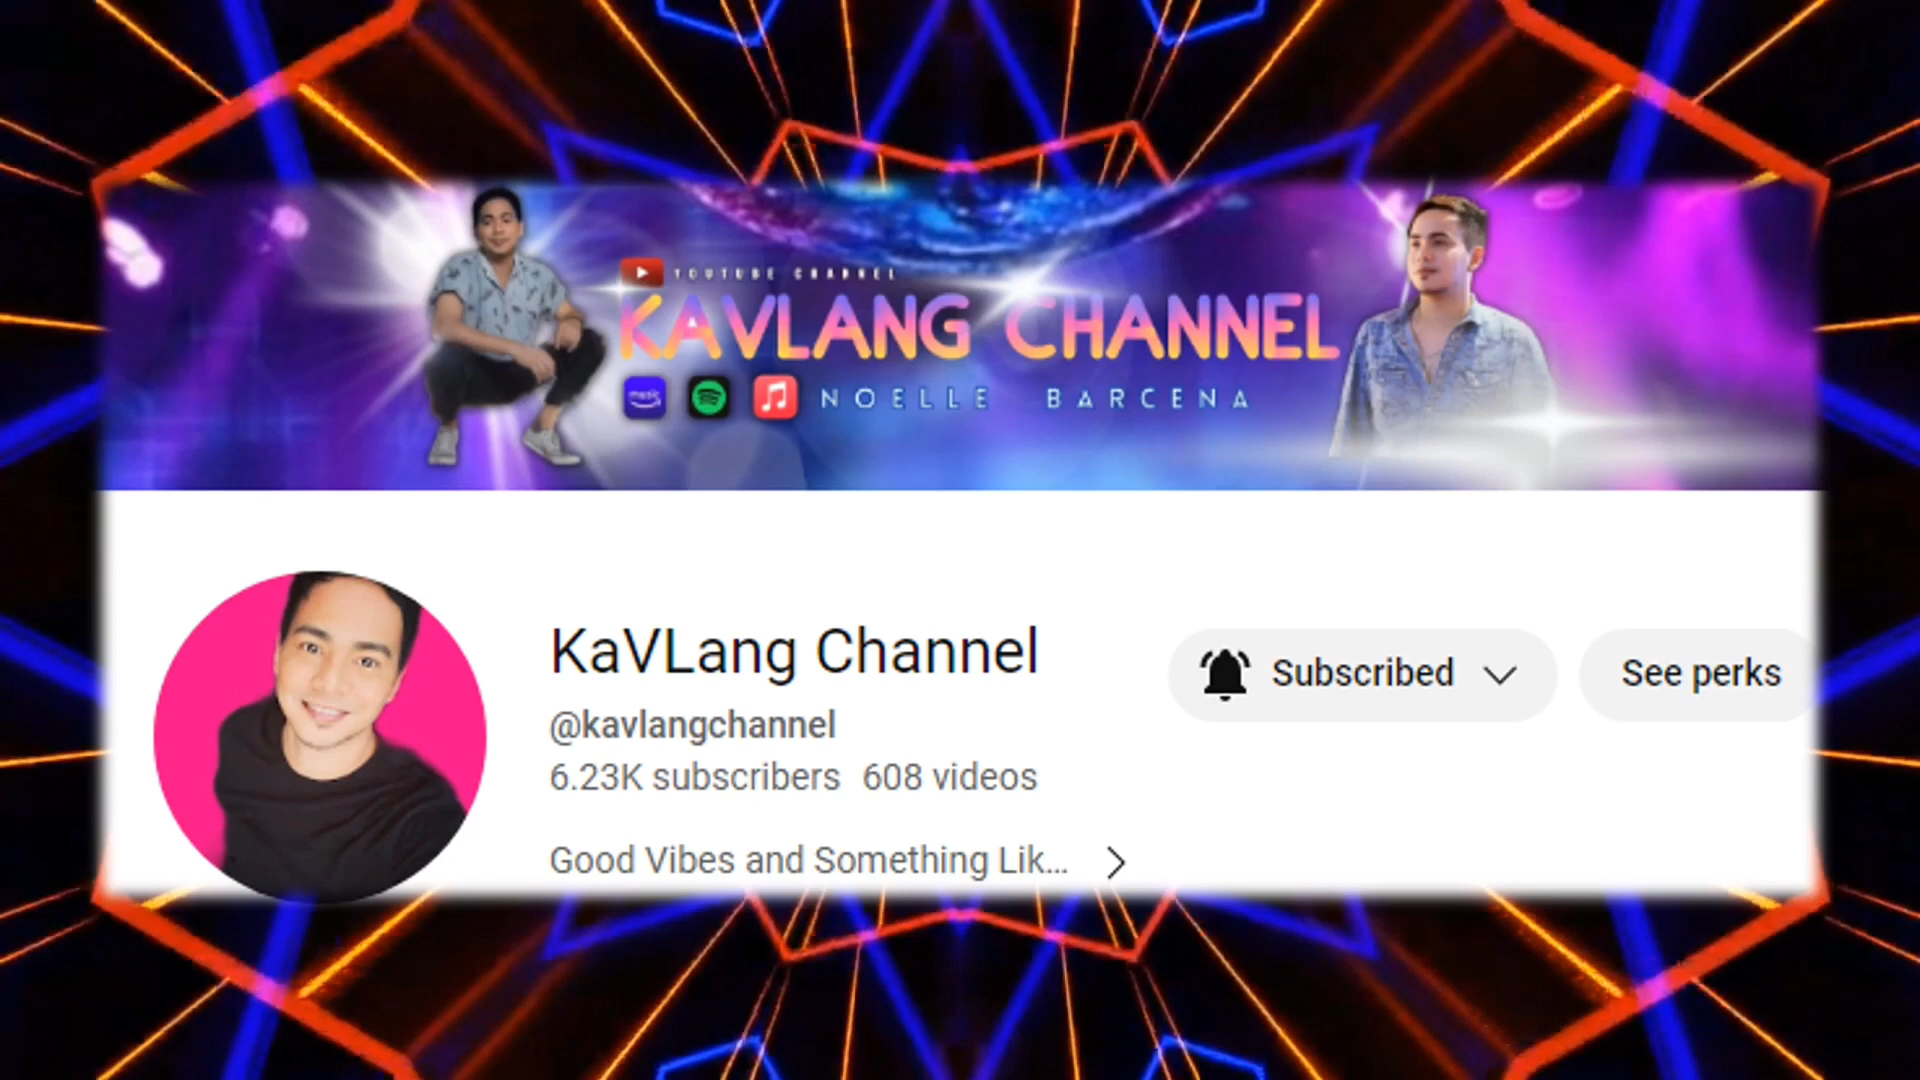 YOUTUBE CHANNEL
KAVLANG CHANNEL
music
NOELLE BARCENA
KaVLang Channel
@kavlangchannel
6.23K subscribers 608 videos
Good Vibes and Something Lik...
Subscribed
See perks